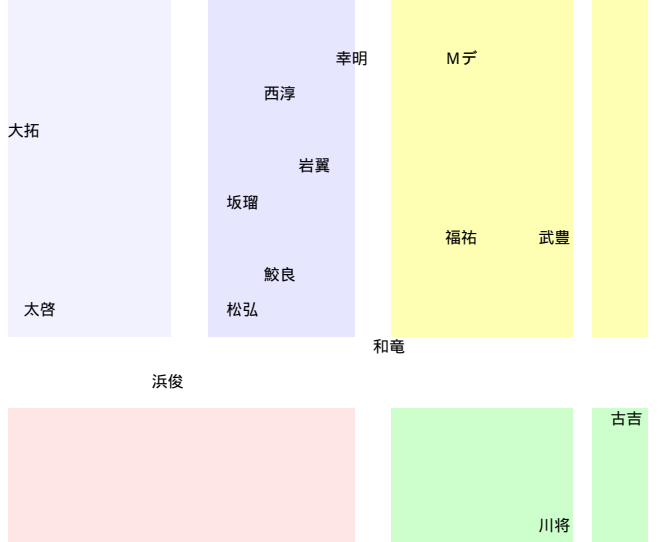 幸明
Mデ
西淳
大拓
岩翼
坂瑠
福祐
武豊
鮫良
太啓
松弘
和竜
浜俊
古吉
川将